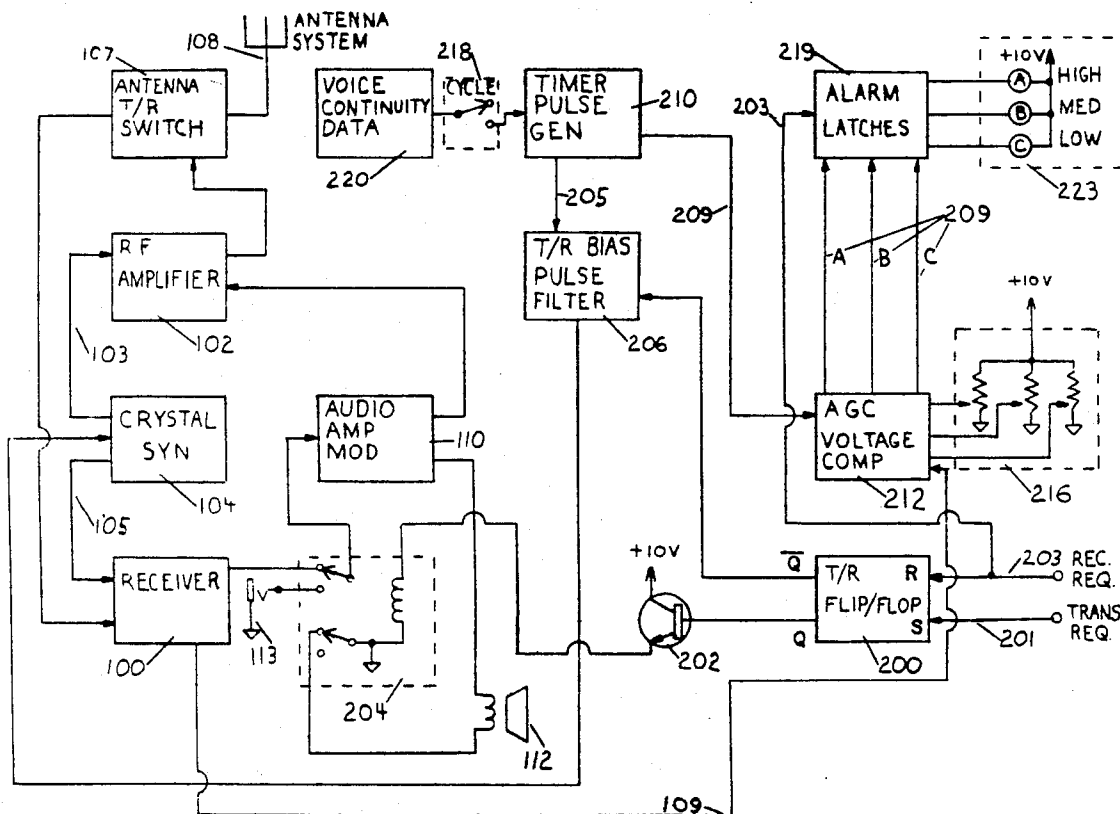 ANTENNA
SYSTEM
108
107
ANTENNA
T/R
SWITCH
VOICE
CONTINUITY
DATA
220
218
CYCLE
TIMER
PULSE
GEN
210
205
209
203
219
ALARM
LATCHES
+10V
A
HIGH
B
MED
C
LOW
223
209
A
B
C
RF
AMPLIFIER
102
103
T/R BIAS
PULSE
FILTER
206
+10V
CRYSTAL
SYN
104
105
AUDIO
AMP
MOD
110
AGC
VOLTAGE
COMP
212
216
RECEIVER
100
V
113
204
112
+10V
202
Q
Q
T/R
FLIP/FLOP
R
S
200
203
REC.
REQ.
TRANS
REQ.
201
109